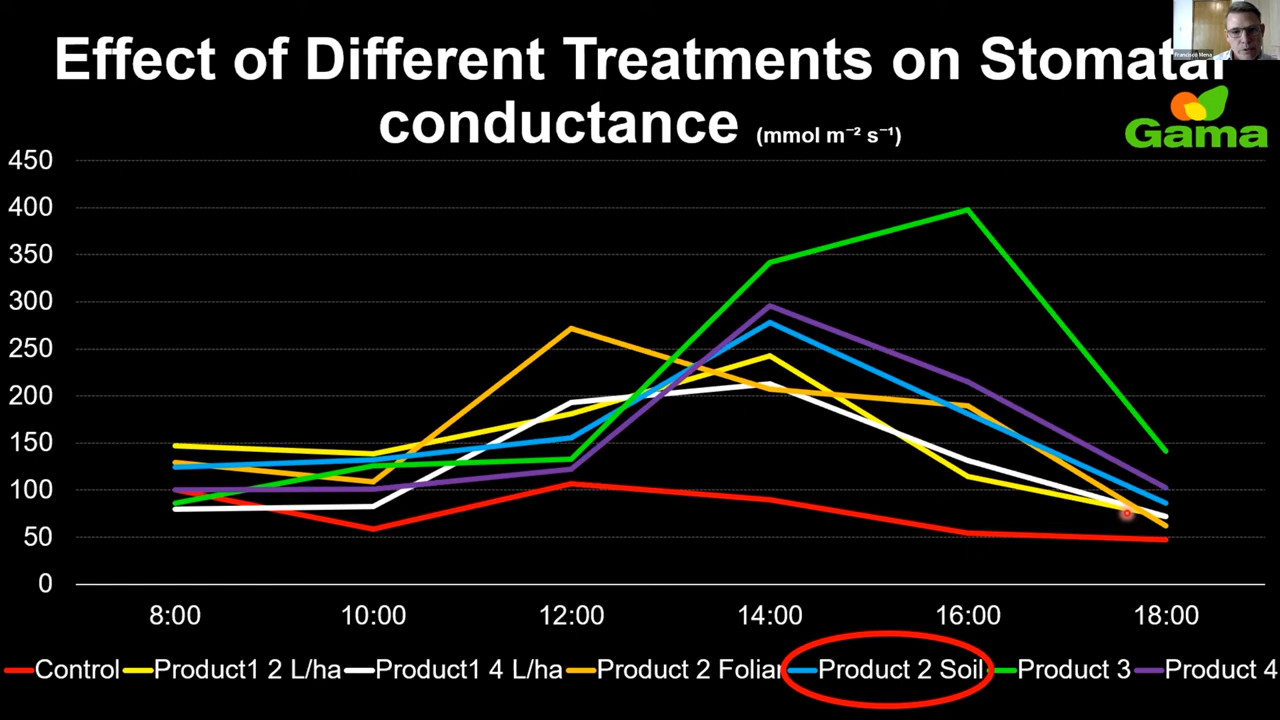 Effect of Different Treatments on Stomatal
conductance (mmol m⁻² s⁻¹)
Francisco Mena
Gama
450
400
350
300
250
200
150
100
50
0
8:00 10:00 12:00 14:00 16:00 18:00
Control Product1 2 L/ha Product1 4 L/ha Product 2 Foliar Product 2 Soil Product 3 Product 4